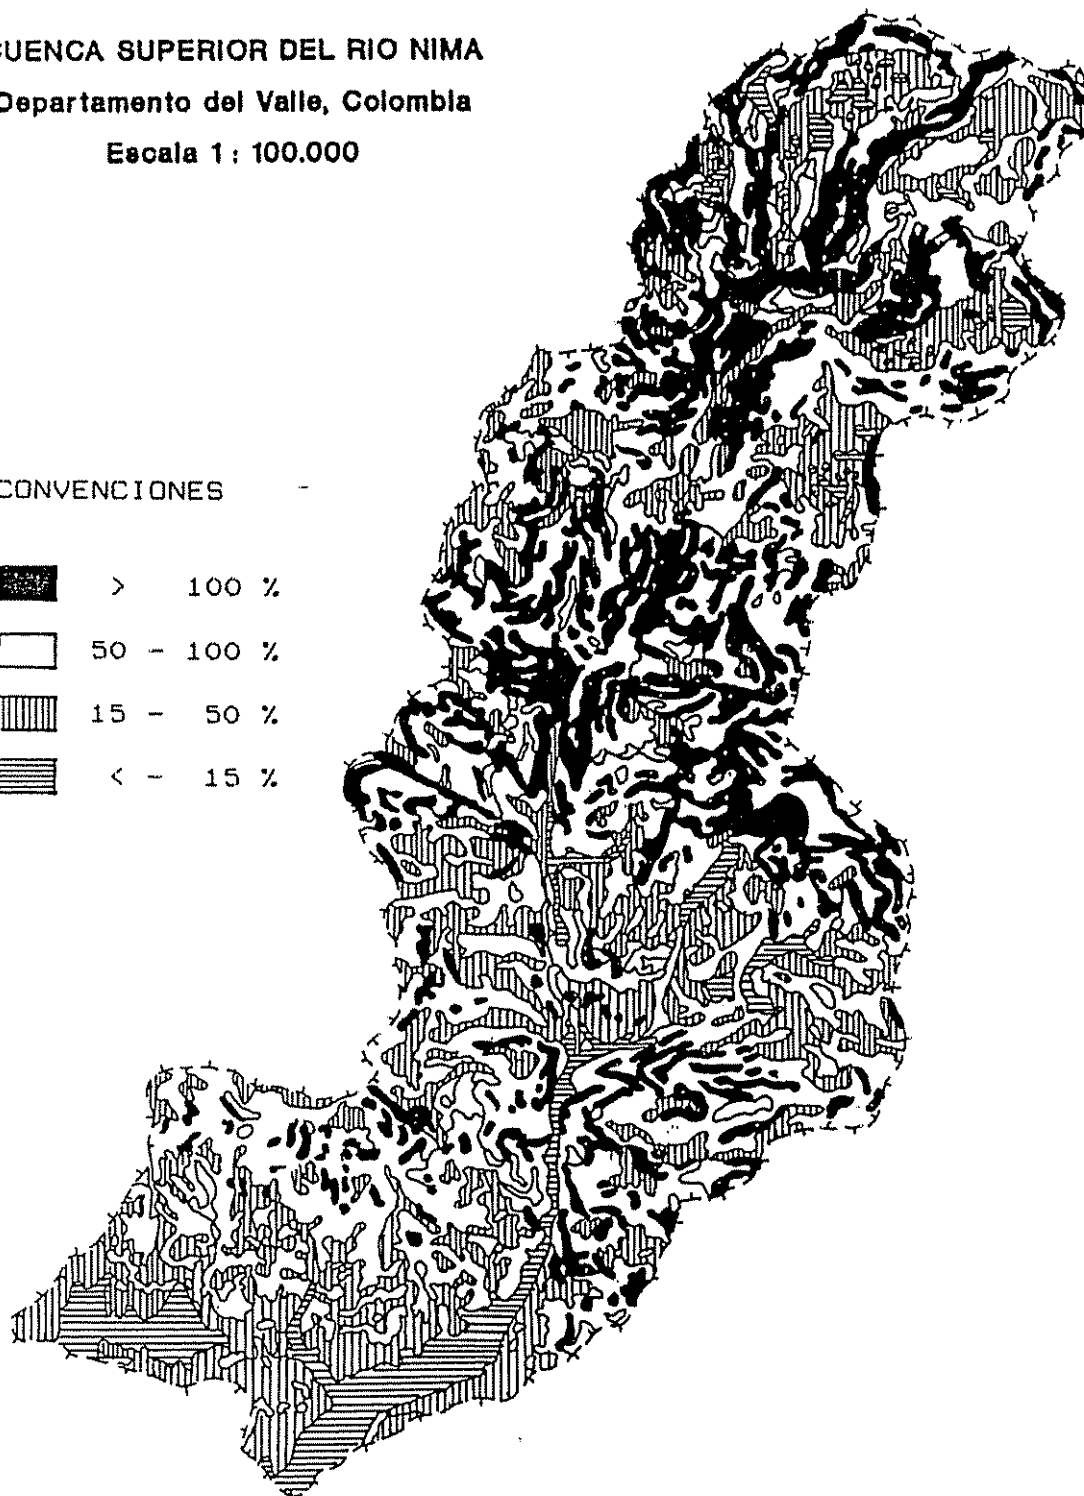 CUENCA SUPERIOR DEL RIO NIMA
Departamento del Valle, Colombia
Escala 1 : 100.000
CONVENCIONES -
> 100 %
50 - 100 %
15 - 50 %
< - 15 %